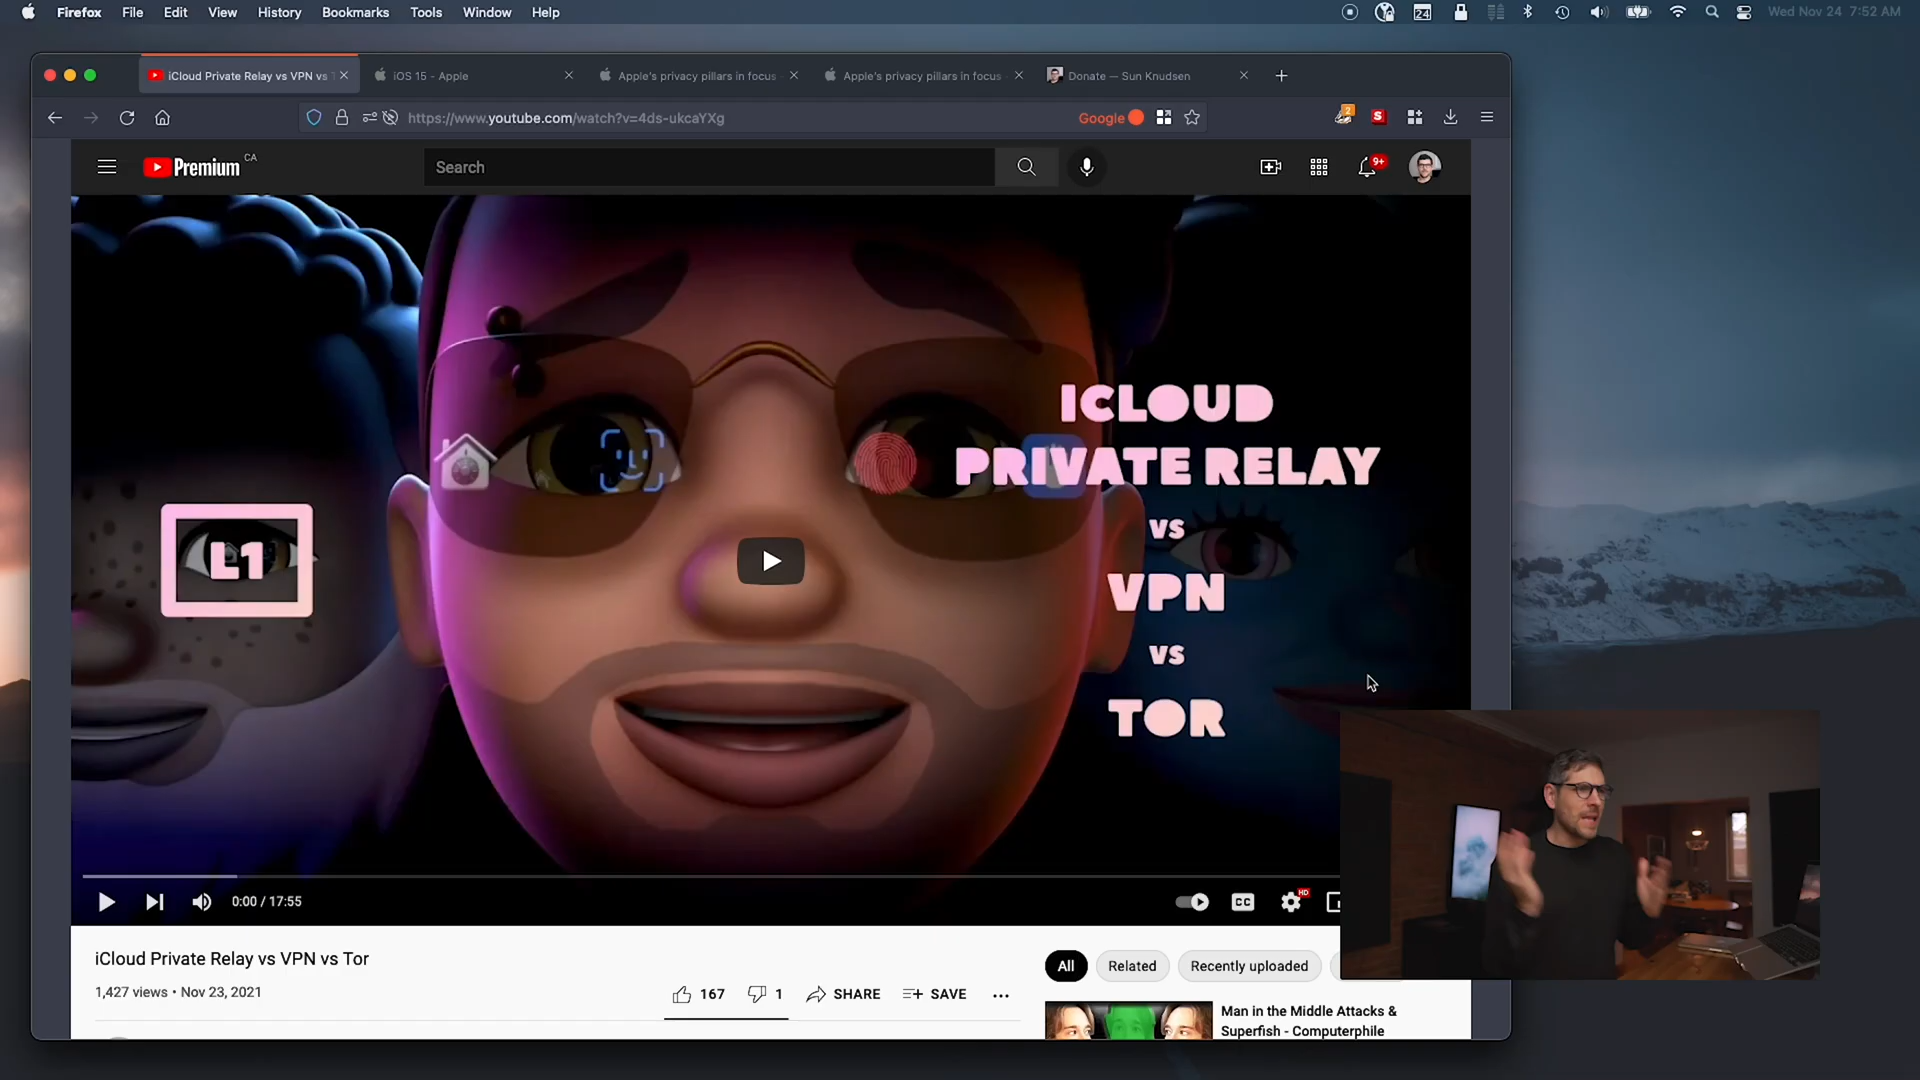 Firefox File Edit View History Bookmarks Tools Window Help
24
Wed Nov 24 7:52 AM
iCloud Private Relay vs VPN vs
iOS 15 - Apple
Apple's privacy pillars in focus
Apple's privacy pillars in focus
Donate — Sun Knudsen
https://www.youtube.com/watch?v=4ds-ukcaYXg
Google
2
S
Premium CA
Search
9+
ICLOUD
PRIVATE RELAY
VS
VPN
VS
TOR
L1
0:00 / 17:55
CC
HD
iCloud Private Relay vs VPN vs Tor
1,427 views • Nov 23, 2021
167
1
SHARE
SAVE
All
Related
Recently uploaded
Man in the Middle Attacks &
Superfish - Computerphile